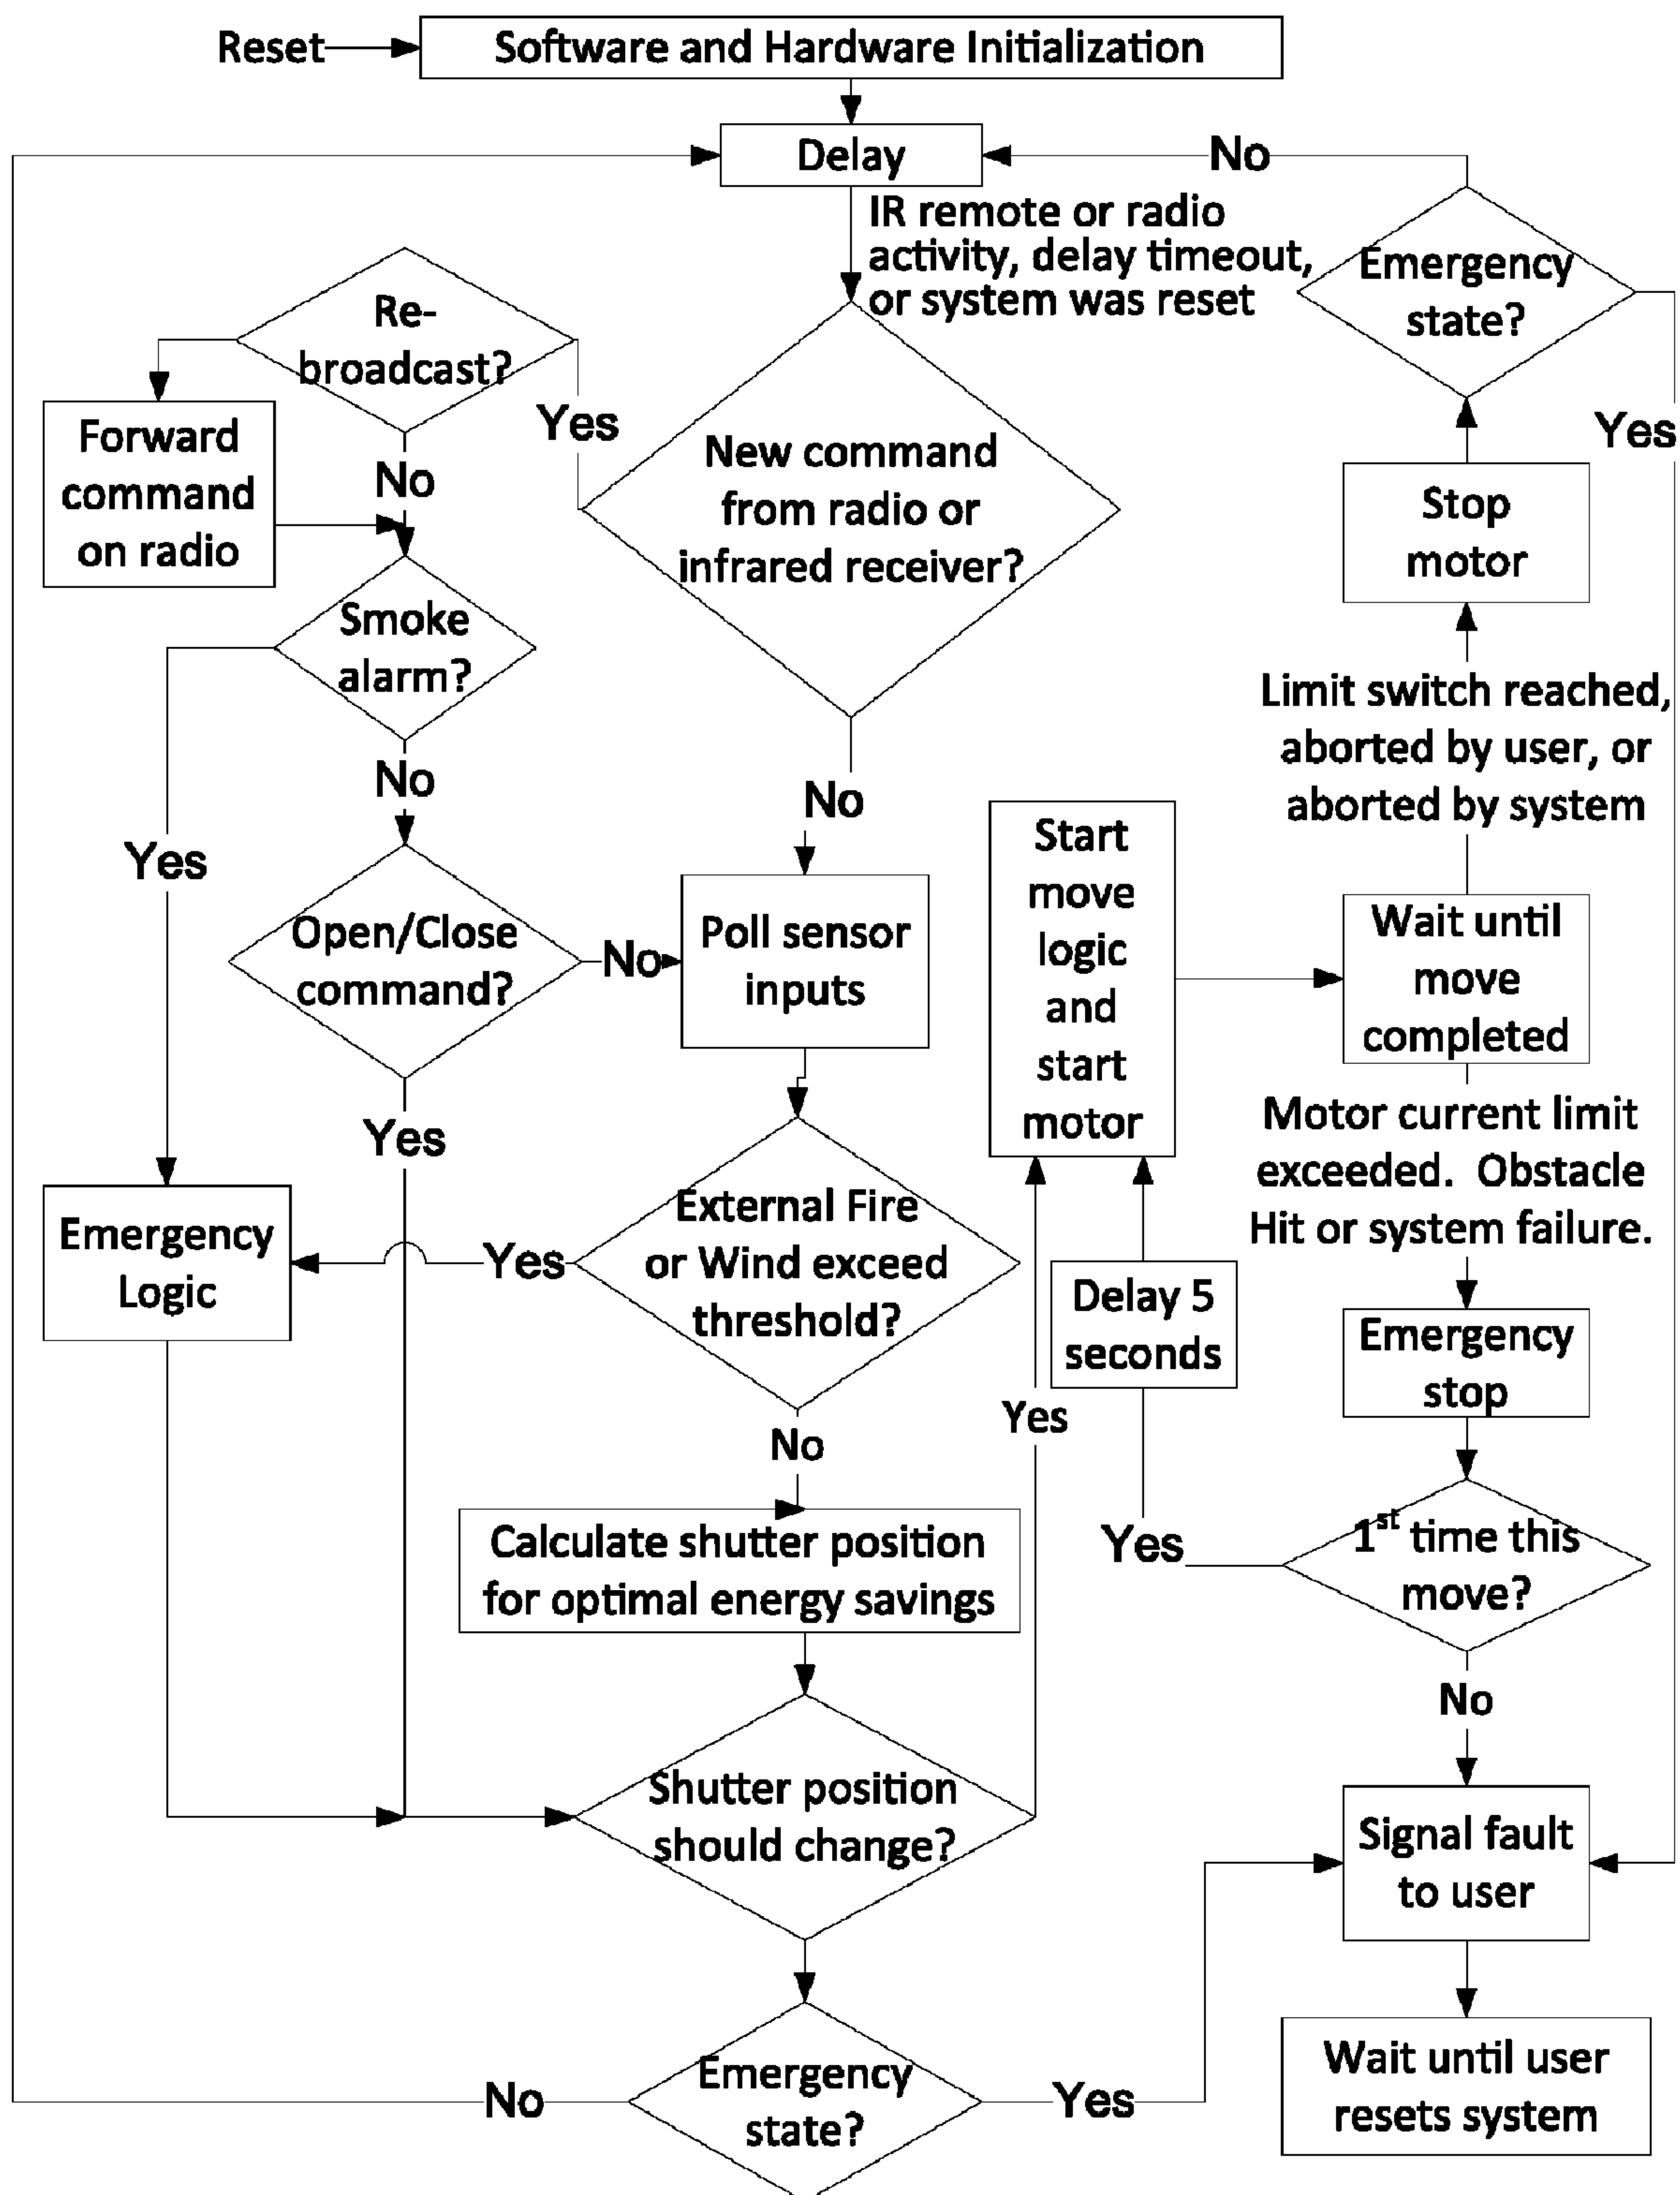 Reset
Software and Hardware Initialization
Delay
No
IR remote or radio
activity, delay timeout,
or system was reset
Emergency
state?
Yes
Re-
broadcast?
Yes
Forward
command
on radio
No
New command
from radio or
infrared receiver?
Stop
motor
Smoke
alarm?
Limit switch reached,
aborted by user, or
aborted by system
No
No
Yes
Start
move
logic
and
start
motor
Wait until
move
completed
Open/Close
command?
No
Poll sensor
inputs
Yes
Motor current limit
exceeded.  Obstacle
Hit or system failure.
Emergency
Logic
Yes
External Fire
or Wind exceed
threshold?
Delay 5
seconds
Emergency
stop
No
Yes
Calculate shutter position
for optimal energy savings
Yes
1st time this
move?
No
Shutter position
should change?
Signal fault
to user
Emergency
state?
No
Yes
Wait until user
resets system